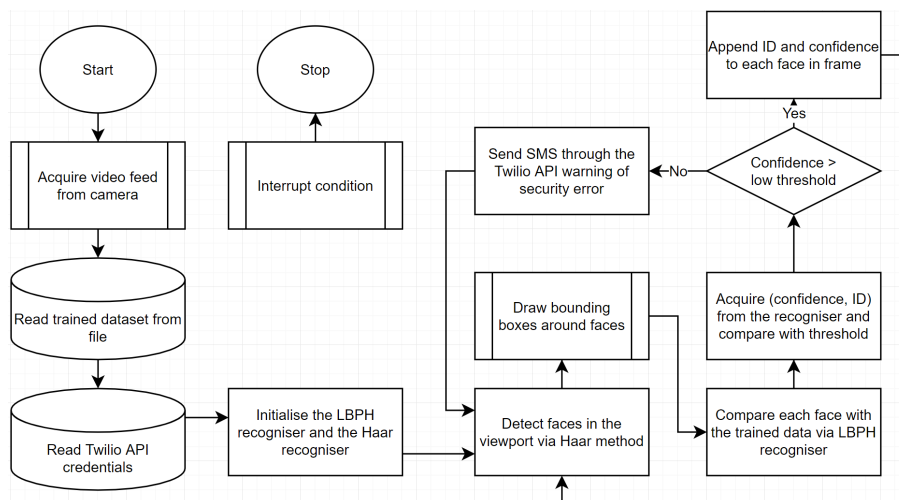 Start
Stop
Acquire video feed
from camera
Interrupt condition
Read trained dataset from
file
Read Twilio API
credentials
Initialise the LBPH
recogniser and the Haar
recogniser
Detect faces in the
viewport via Haar method
Draw bounding
boxes around faces
Compare each face with
the trained data via LBPH
recogniser
Acquire (confidence, ID)
from the recogniser and
compare with threshold
Confidence >
low threshold
No
Send SMS through the
Twilio API warning of
security error
Yes
Append ID and confidence
to each face in frame